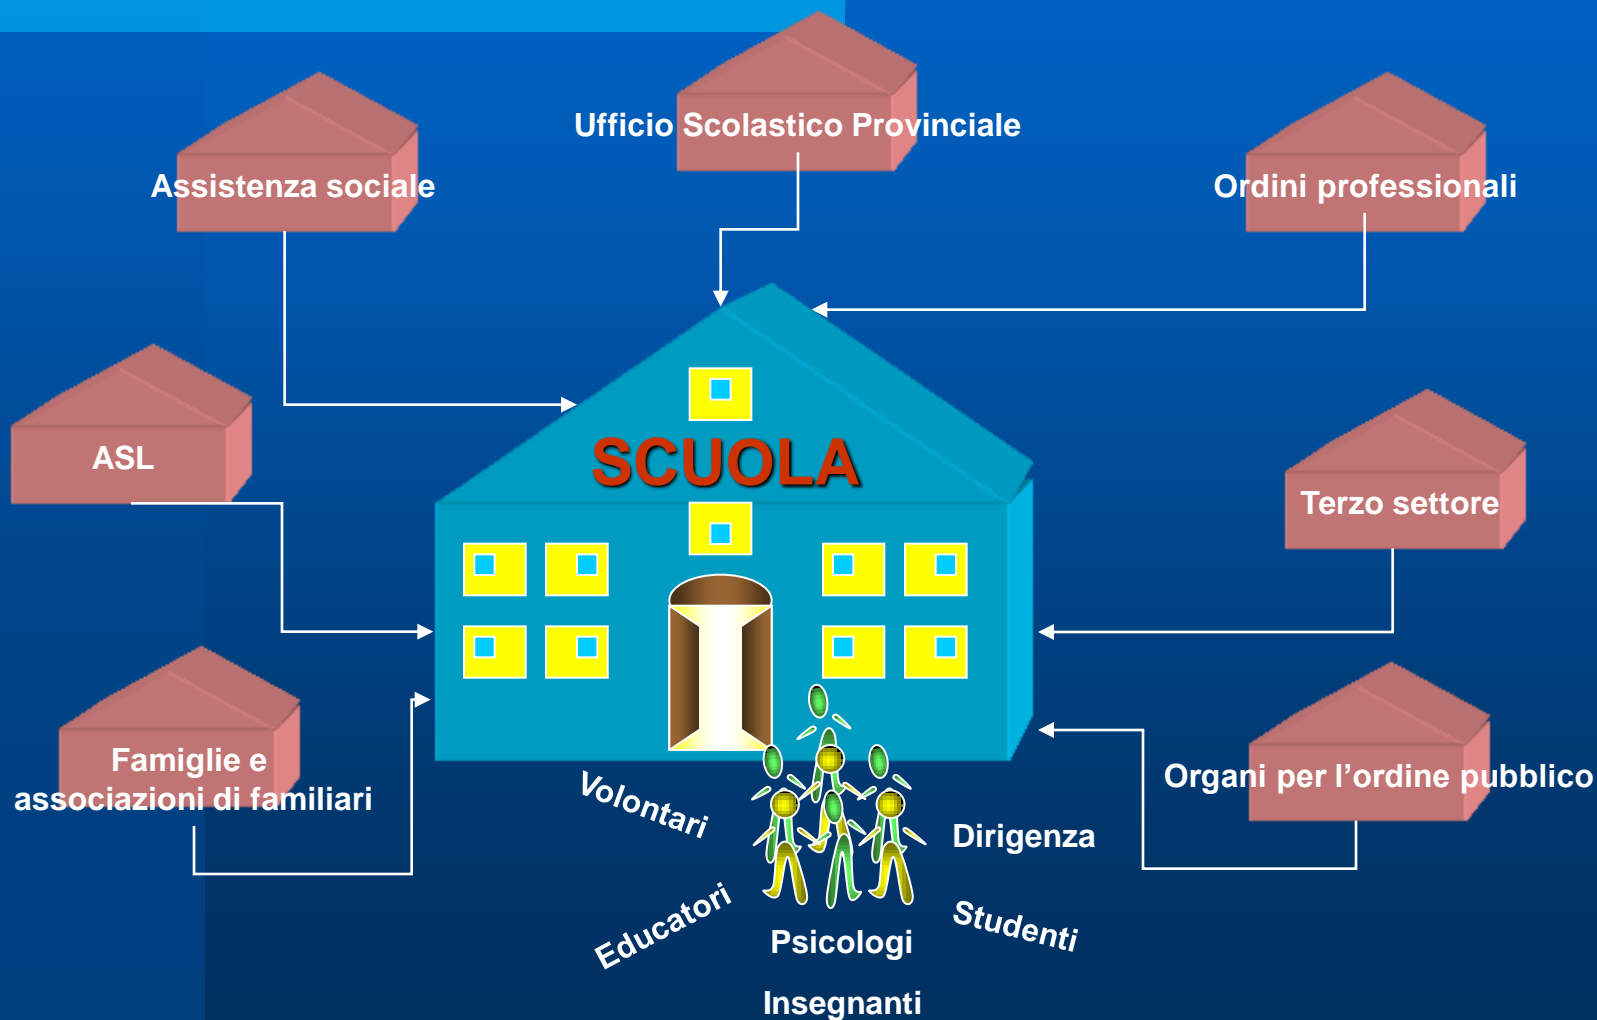 Ufficio Scolastico Provinciale
Assistenza sociale
Ordini professionali
ASL
SCUOLA
Terzo settore
Famiglie e
associazioni di familiari
Organi per l’ordine pubblico
Volontari
Dirigenza
Educatori
Studenti
Psicologi
Insegnanti